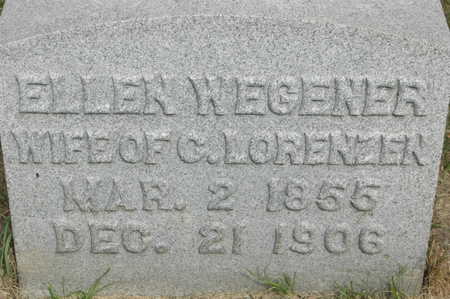 ELLEN WEGENER
WIFE OF C. LORENZEN
MAR. 2 1855
DEC. 21 1906